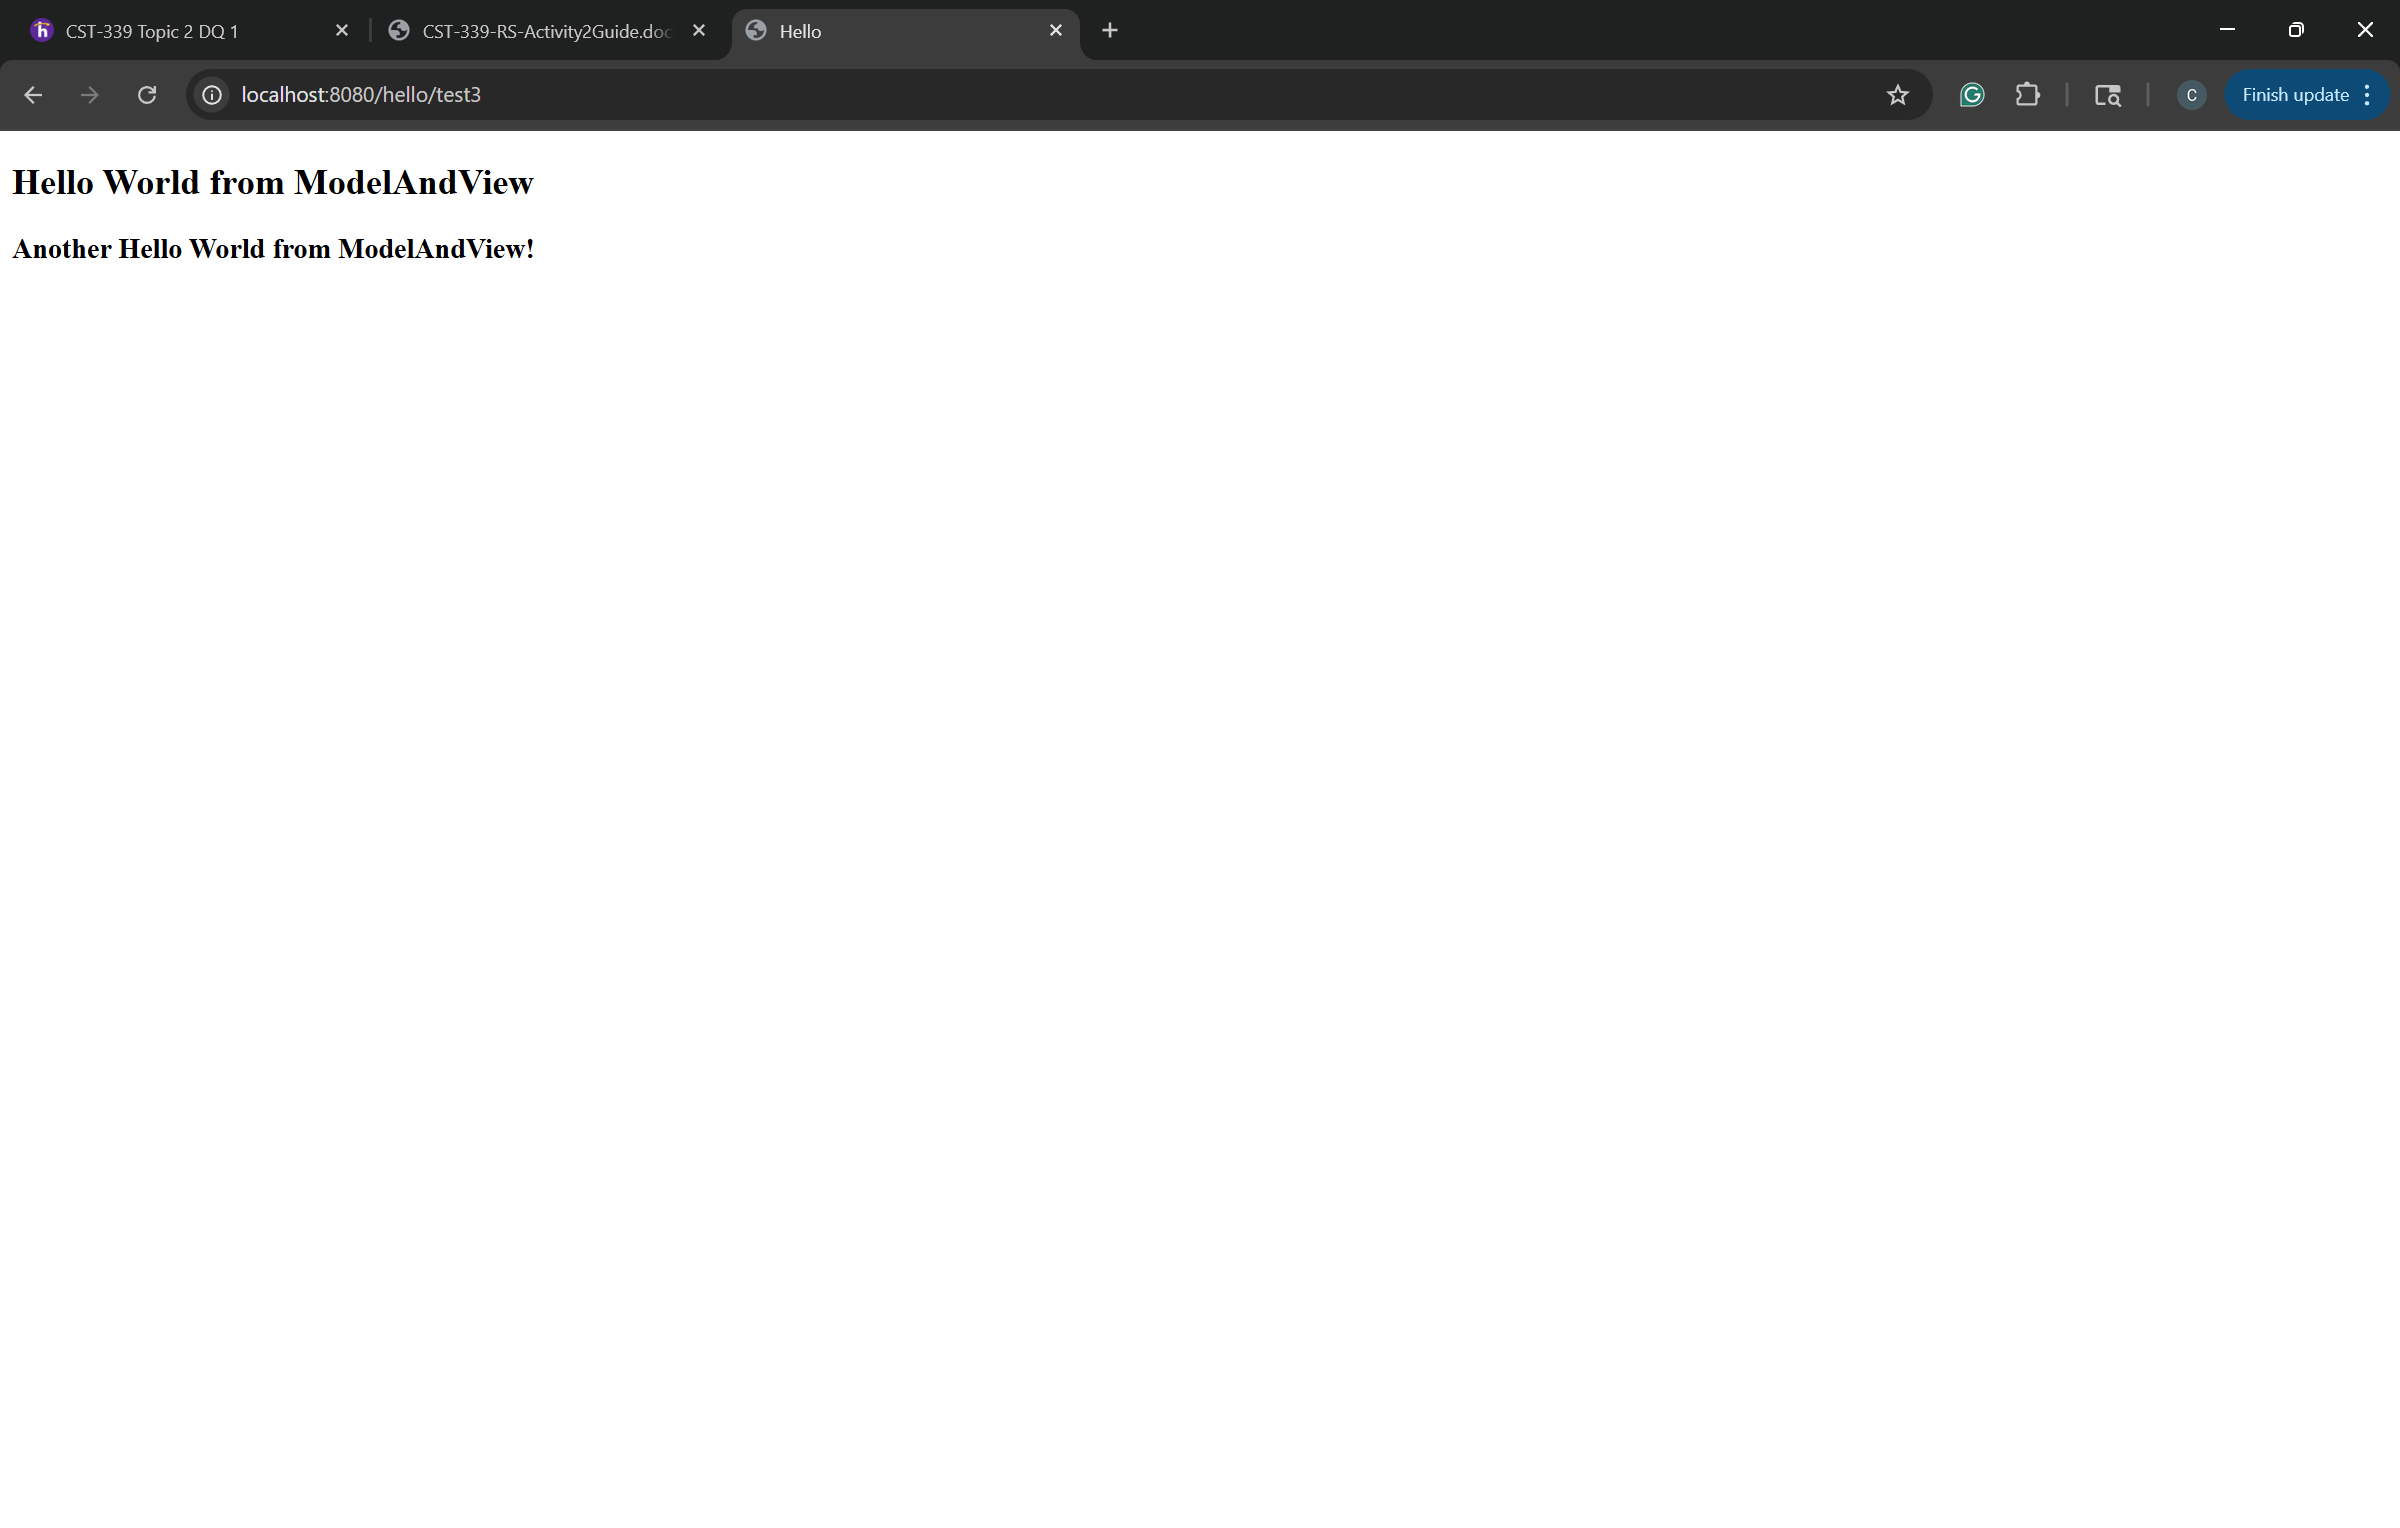 CST-339 Topic 2 DQ 1
CST-339-RS-Activity2Guide.doc
Hello
localhost:8080/hello/test3
C
Finish update
Hello World from ModelAndView
Another Hello World from ModelAndView!